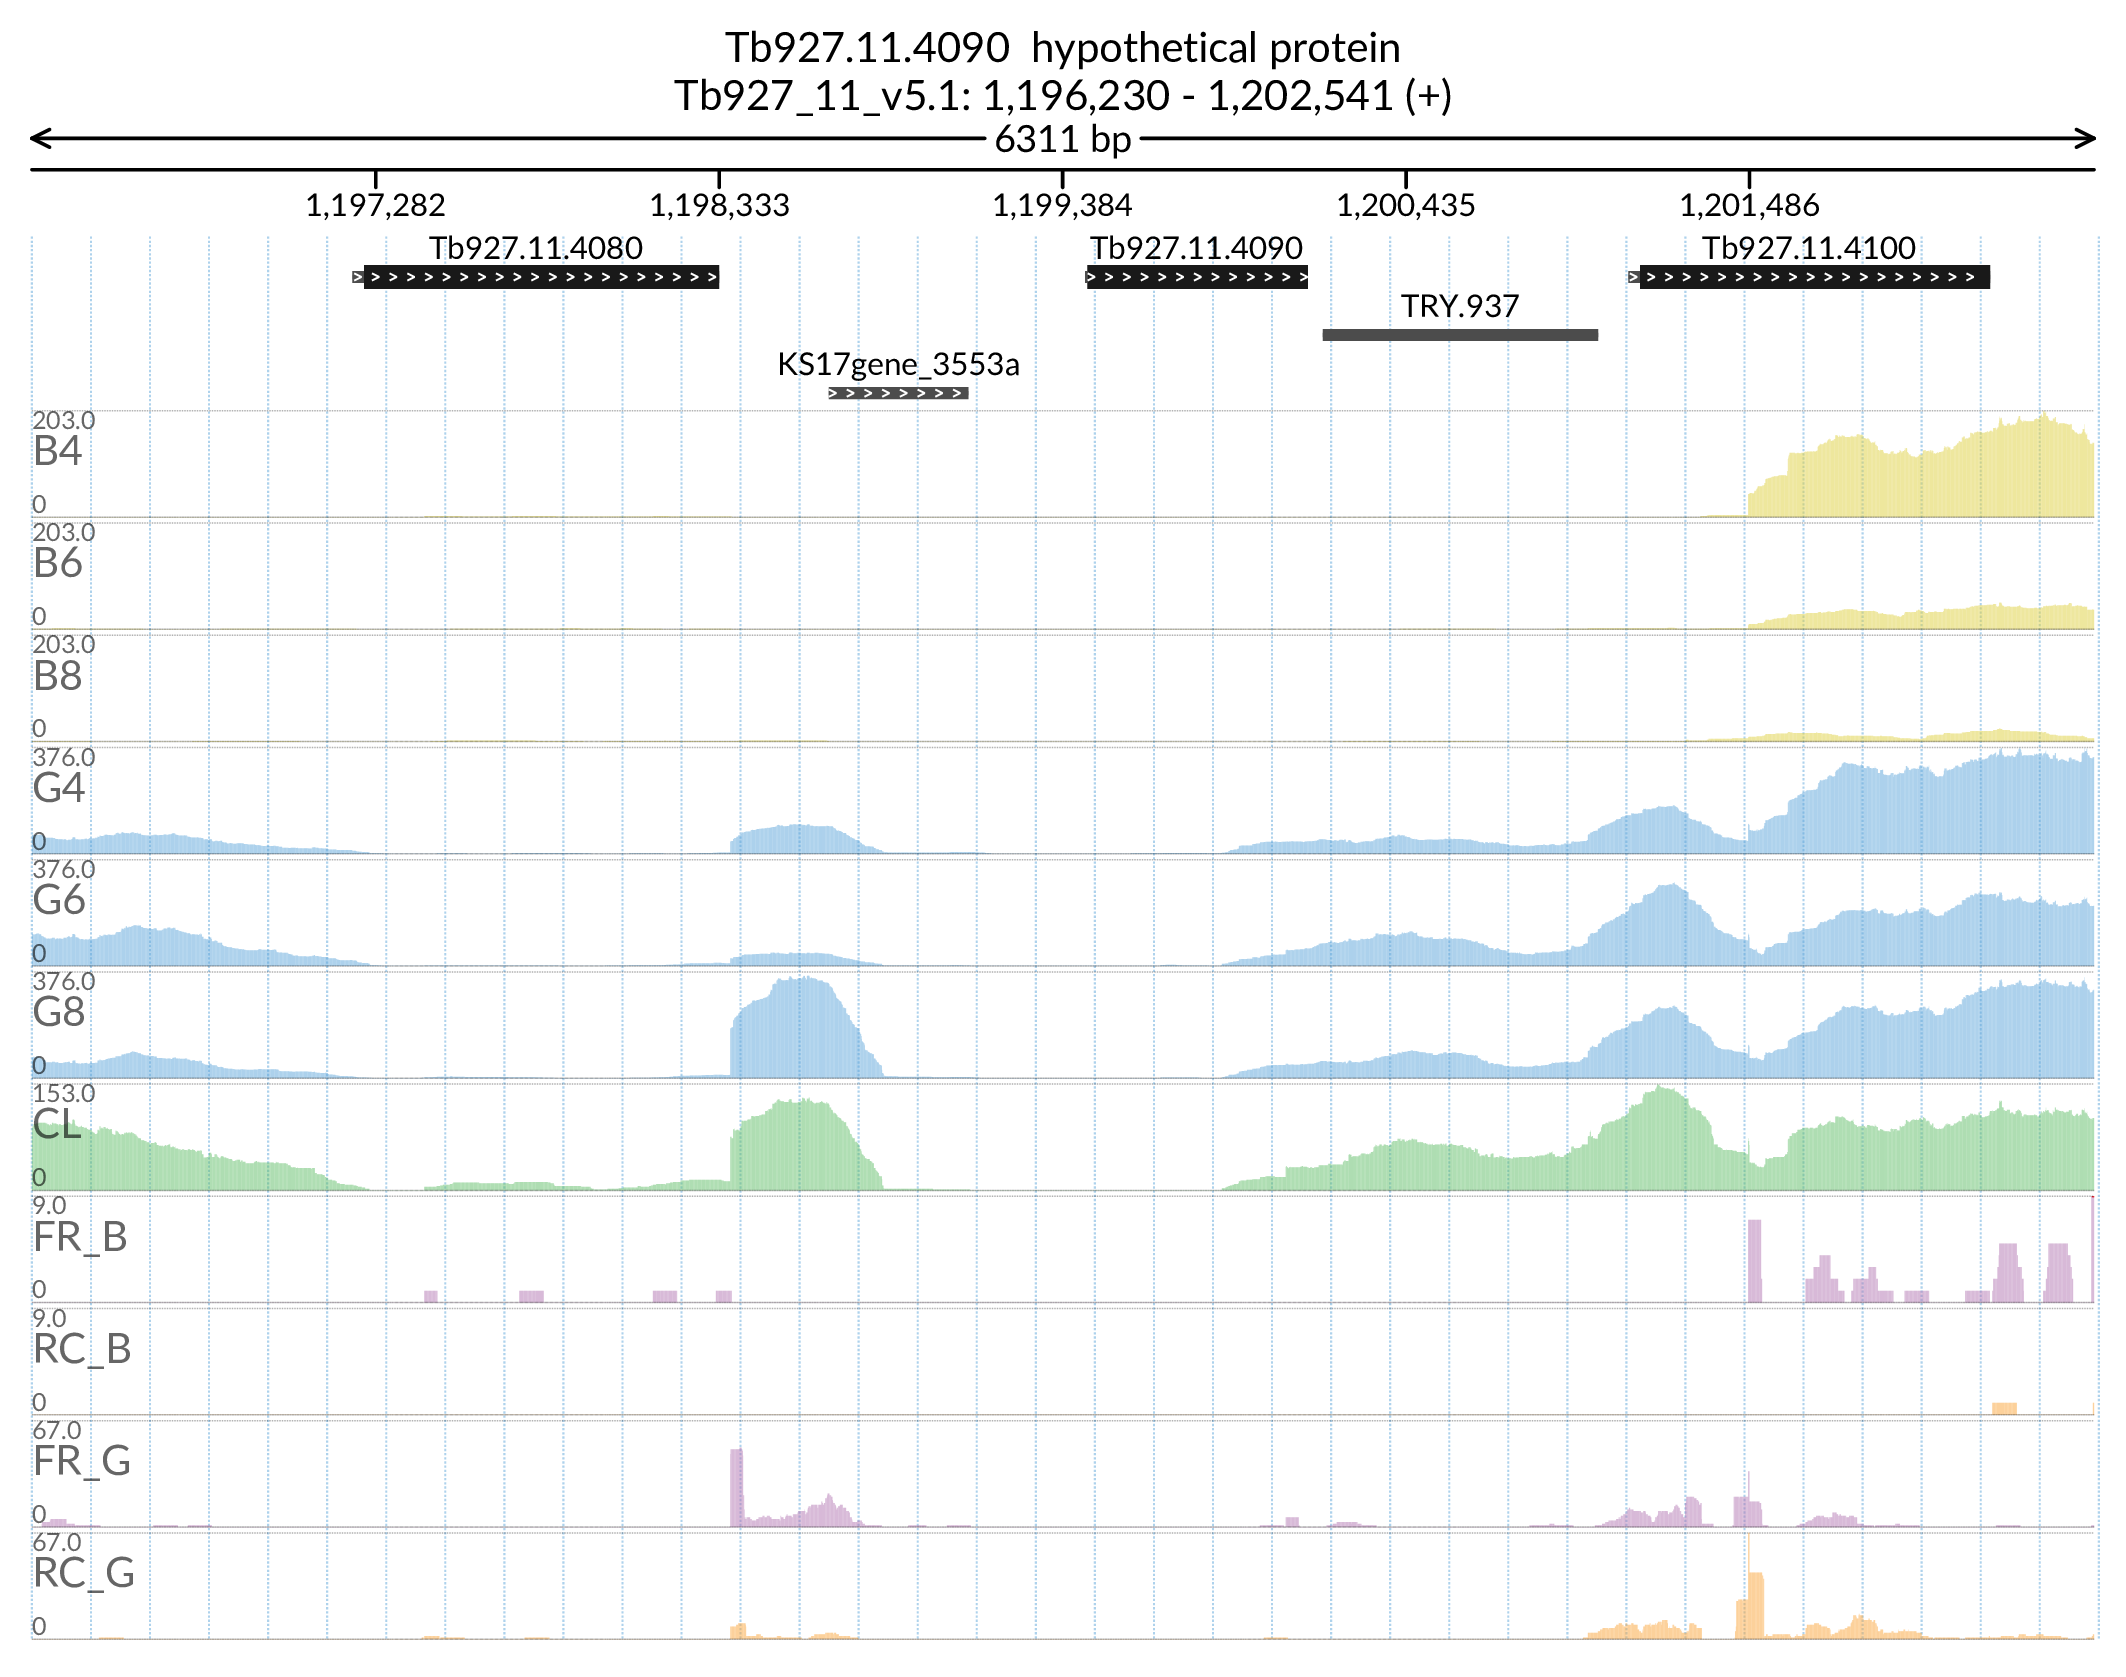 Tb927.11.4090  hypothetical protein
Tb927_11_v5.1: 1,196,230 - 1,202,541 (+)
6311 bp
1,197,282 1,198,333 1,199,384 1,200,435 1,201,486
Tb927.11.4080 Tb927.11.4090 Tb927.11.4100
TRY.937
KS17gene_3553a
203.0
B4
0
203.0
B6
0
203.0
B8
0
376.0
G4
0
376.0
G6
0
376.0
G8
0
153.0
CL
0
9.0
FR_B
0
9.0
RC_B
0
67.0
FR_G
0
67.0
RC_G
0